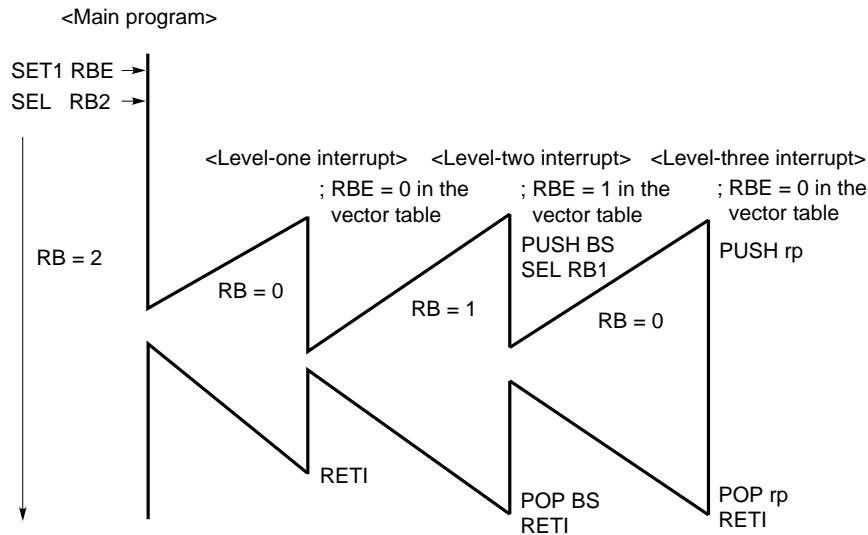 <Main program>
SET1 RBE
SEL RB2
<Level-one interrupt> <Level-two interrupt> <Level-three interrupt>
; RBE = 0 in the
vector table
; RBE = 1 in the
vector table
; RBE = 0 in the
vector table
PUSH BS
SEL RB1
PUSH rp
RB = 2
RB = 0
RB = 1
RB = 0
RETI
POP BS
RETI
POP rp
RETI